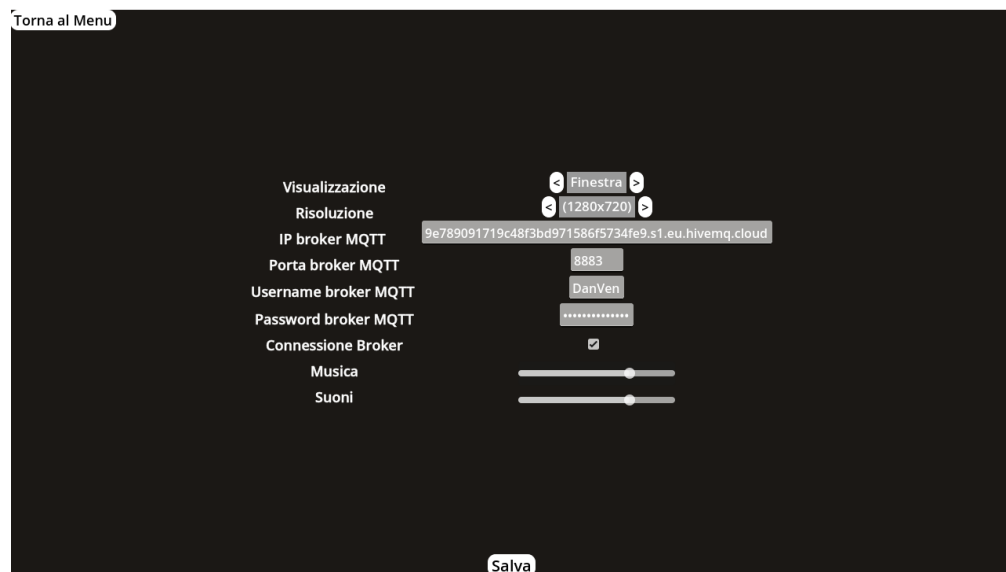 Torna al Menu
Visualizzazione < Finestra >
Risoluzione < (1280x720) >
IP broker MQTT 9e789091719c48f3bd971586f5734fe9.s1.eu.hivemq.cloud
Porta broker MQTT 8883
Username broker MQTT DanVen
Password broker MQTT ••••••••••••••
Connessione Broker
Musica
Suoni
Salva